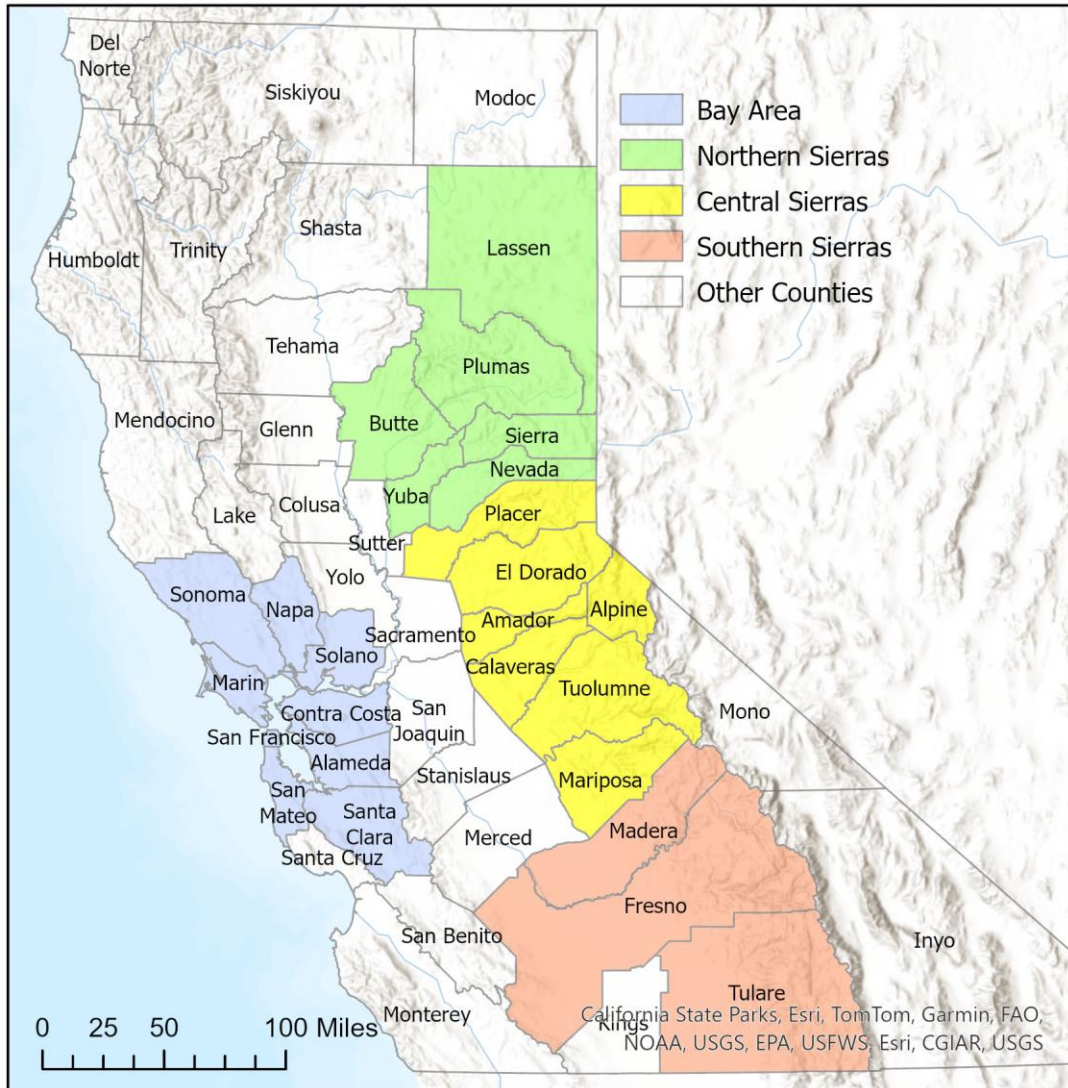 Del
Norte
Siskiyou
Modoc
Bay Area
Northern Sierras
Central Sierras
Southern Sierras
Other Counties
Shasta
Lassen
Trinity
Humboldt
Tehama
Plumas
Mendocino
Butte
Glenn
Sierra
Nevada
Yuba
Colusa
Lake
Placer
Sutter
Yolo
El Dorado
Sonoma
Napa
Alpine
Amador
Sacramento
Solano
Calaveras
Marin
Tuolumne
Contra Costa
San
Joaquin
Mono
San Francisco
Alameda
Stanislaus
Mariposa
San
Mateo
Santa
Clara
Merced
Madera
Santa Cruz
Fresno
San Benito
Inyo
Tulare
Monterey
Kings
0 25 50 100 Miles
California State Parks, Esri, TomTom, Garmin, FAO,
NOAA, USGS, EPA, USFWS, Esri, CGIAR, USGS